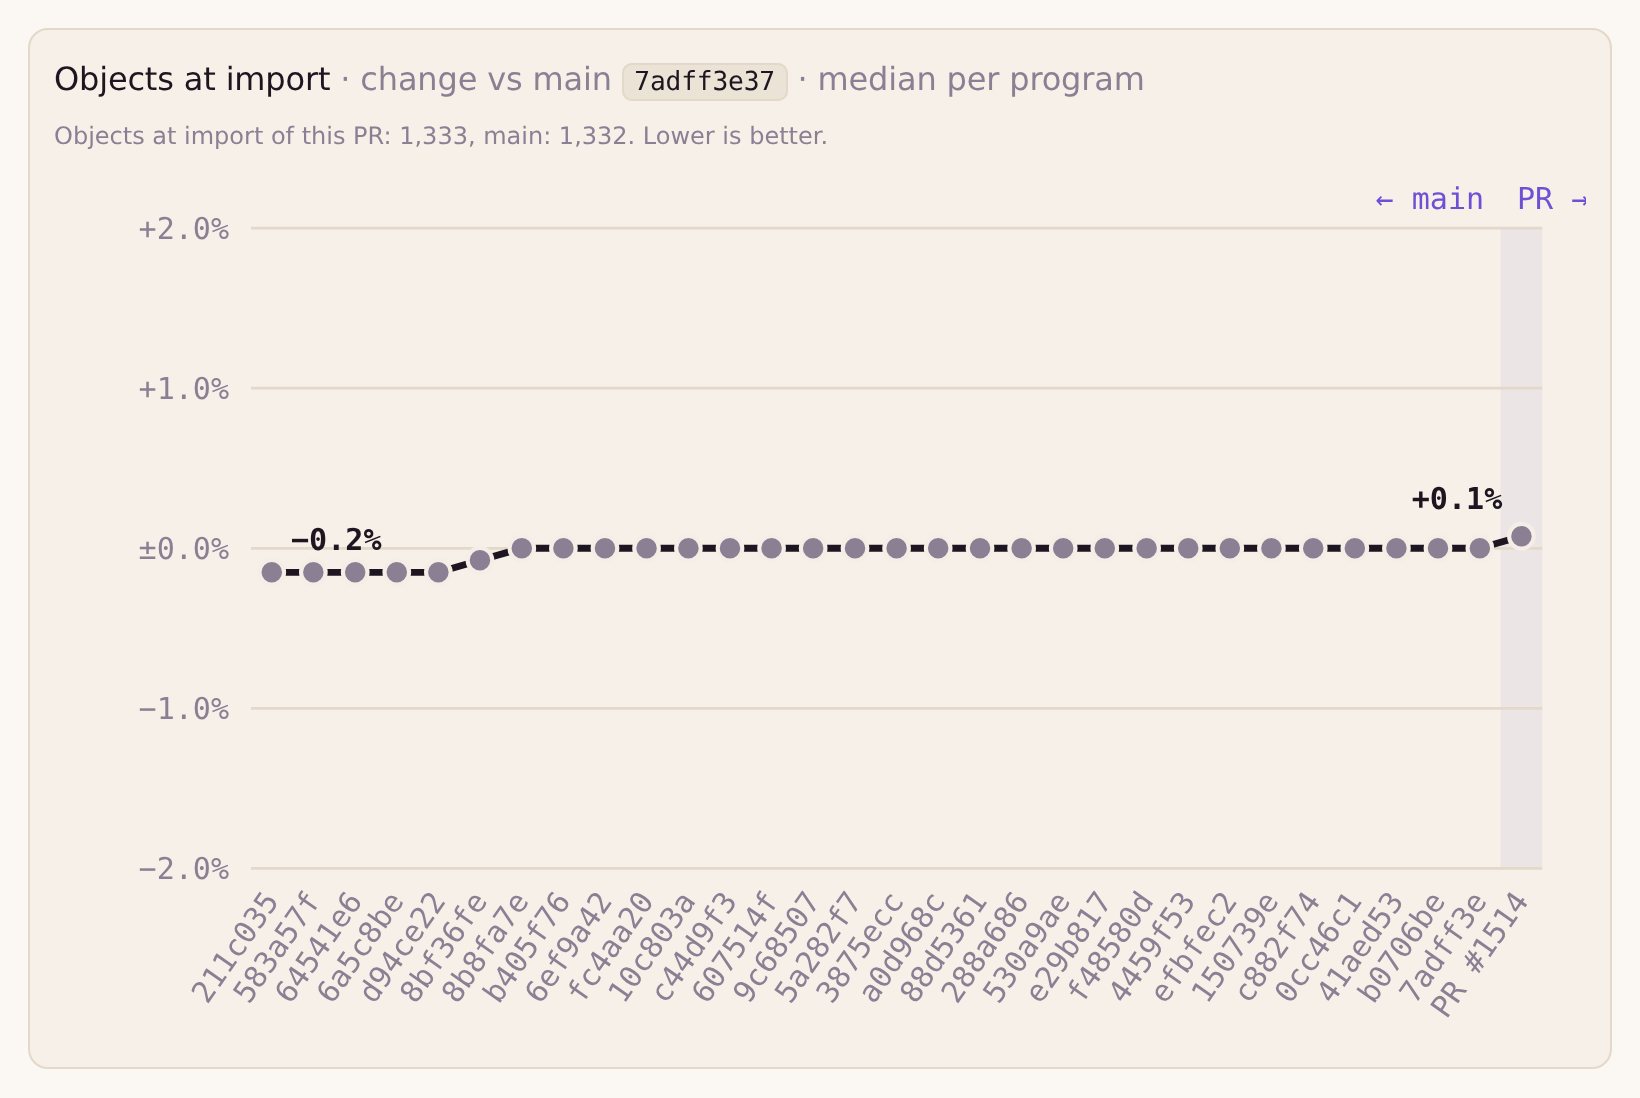 Objects at import · change vs main 7adff3e37 · median per program
Objects at import of this PR: 1,333, main: 1,332. Lower is better.
← main PR →
+2.0%
+1.0%
+0.1%
−0.2%
±0.0%
−1.0%
−2.0%
211c035
583a57f
64541e6
6a5c8be
d94ce22
8bf36fe
8b8fa7e
b405f76
6ef9a42
fc4aa20
10c803a
c44d9f3
607514f
9c68507
5a282f7
3875ecc
a0d968c
88d5361
288a686
530a9ae
e29b817
f48580d
4459f53
efbfec2
150739e
c882f74
0cc46c1
41aed53
b0706be
7adff3e
PR #1514